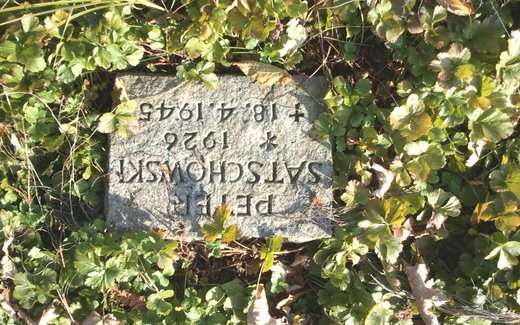 PETER
SATSCHOWSKI
* 1926
+ 18.4.1945